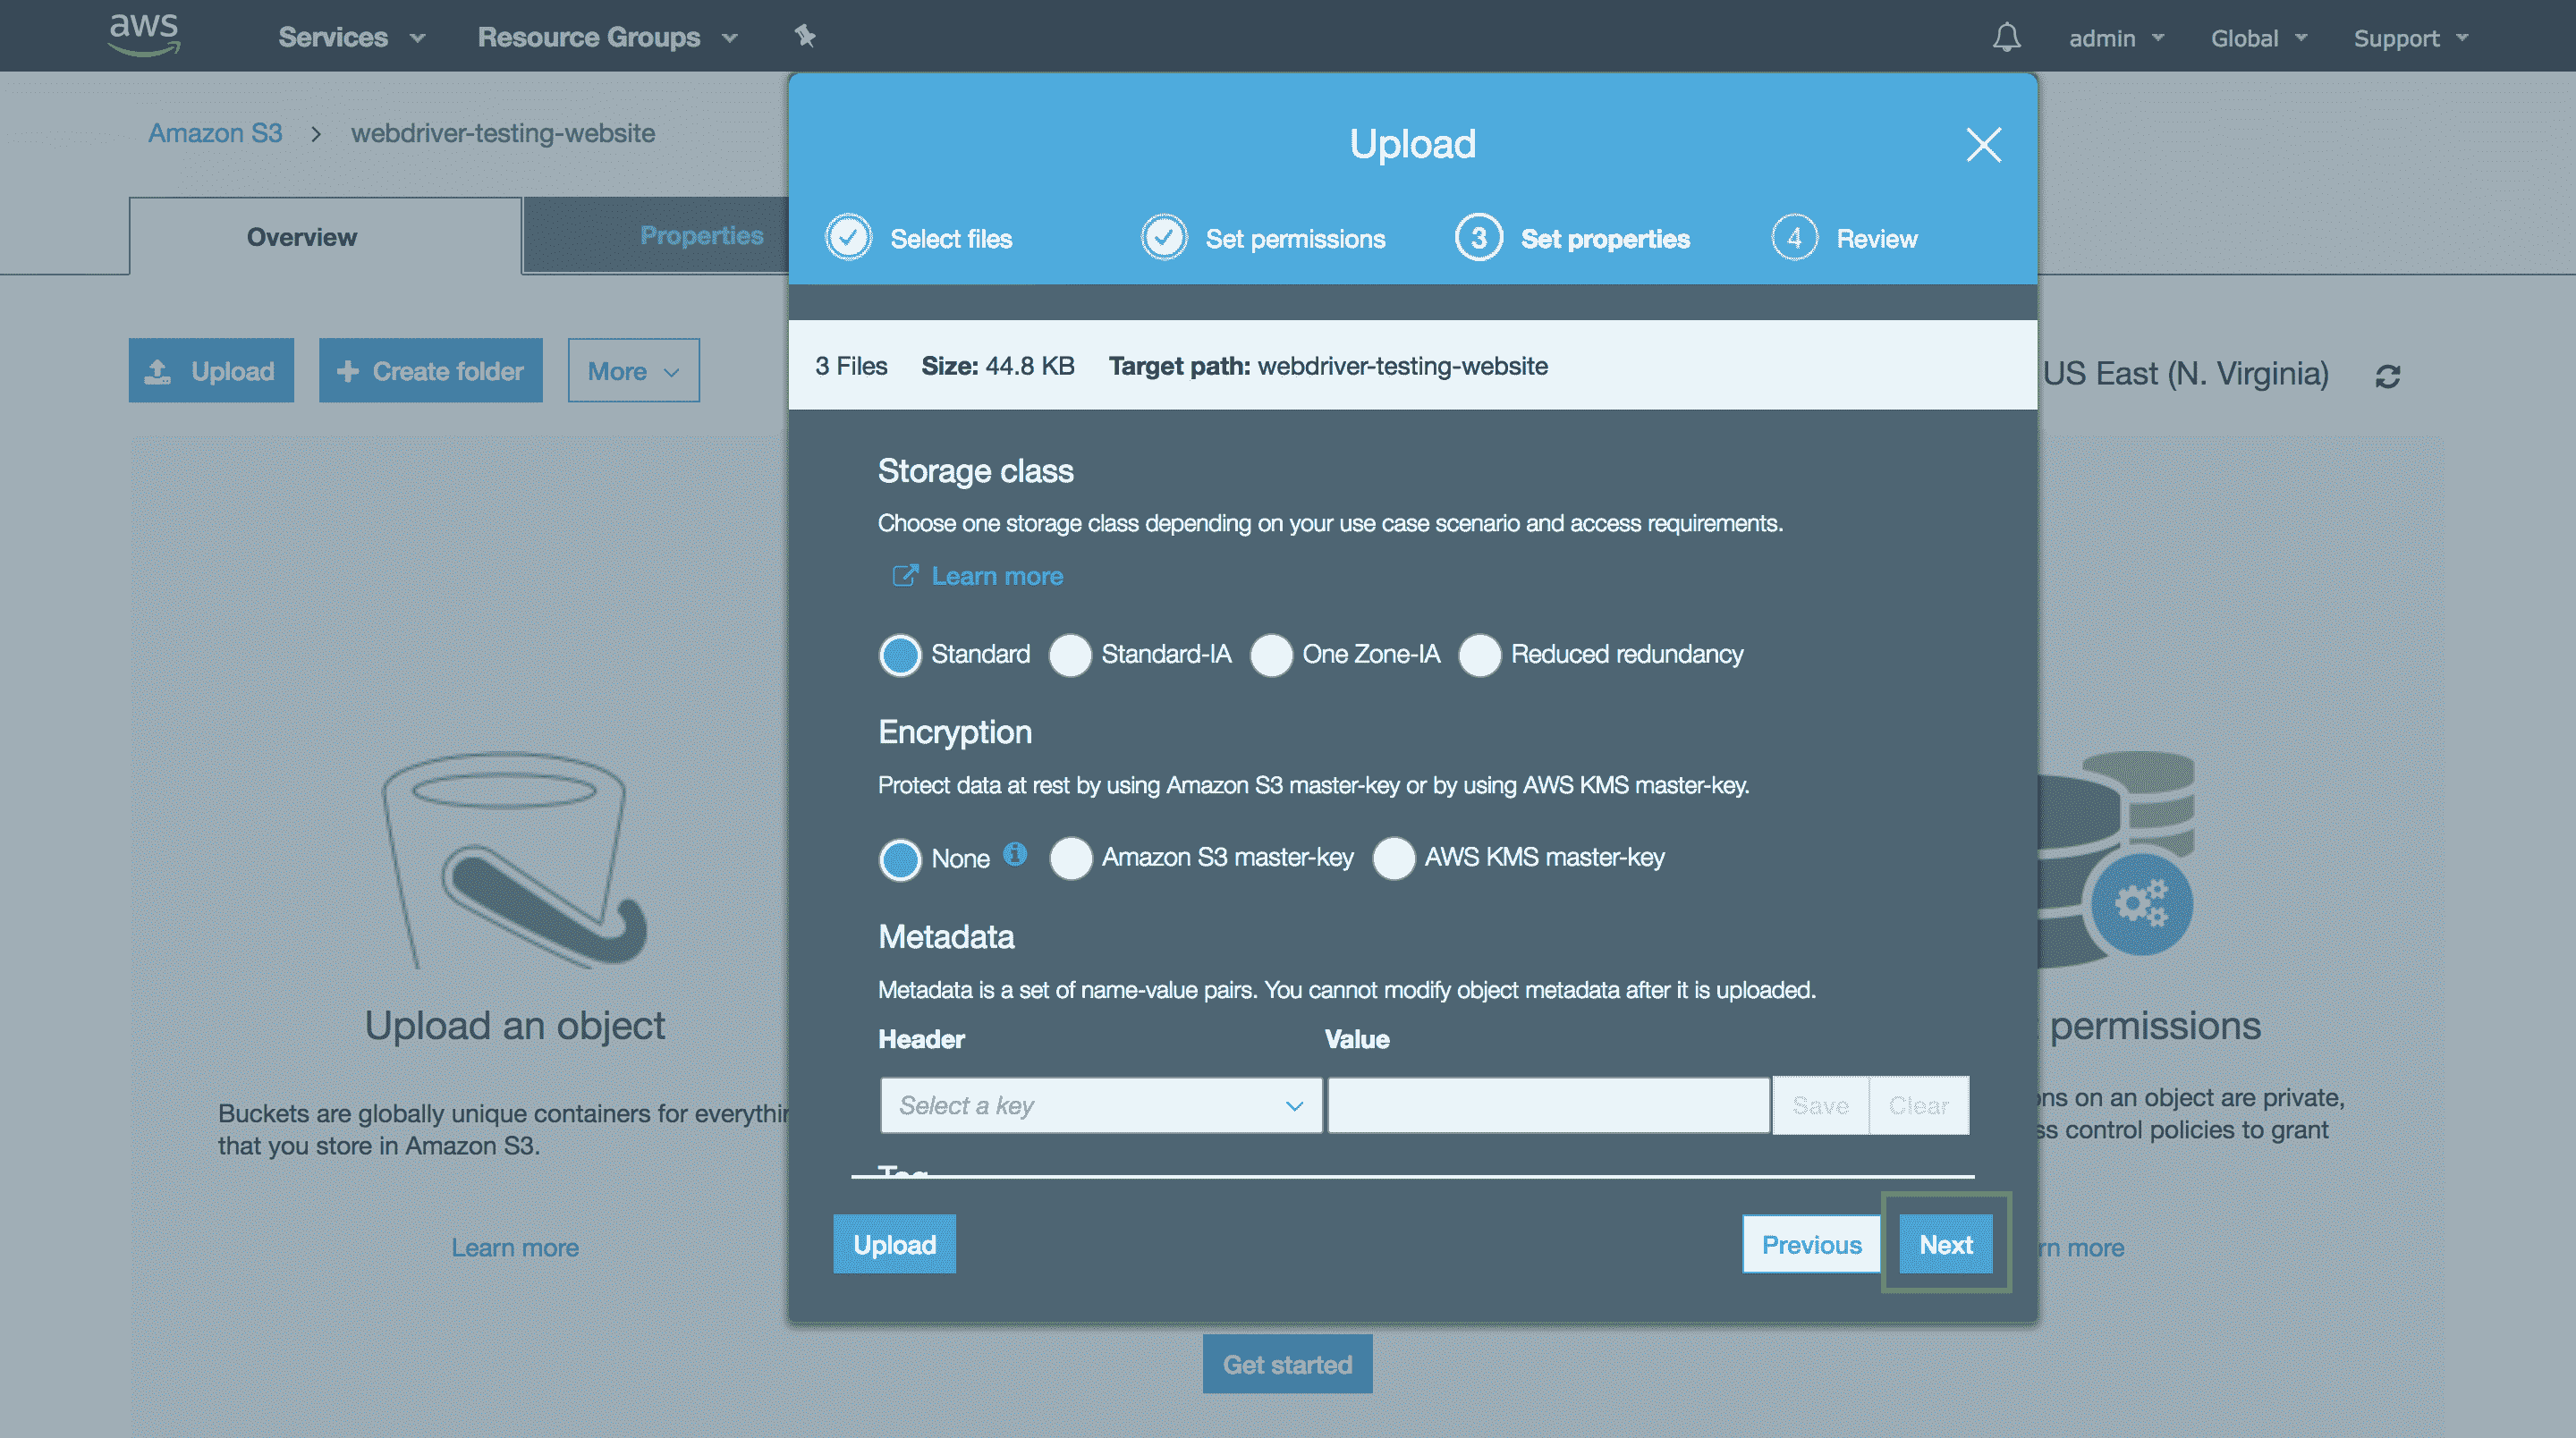 aws Services Resource Groups admin Global Support
Amazon S3 > webdriver-testing-website
Overview
Properties
Upload
Create folder
More
US East (N. Virginia)
Upload an object
Buckets are globally unique containers for
that you store in Amazon S3.
Learn more
Upload
Select files
Set permissions
3 Set properties
4 Review
3 Files Size: 44.8 KB Target path: webdriver-testing-website
Storage class
Choose one storage class depending on your use case scenario and access requirements.
Learn more
Standard Standard-IA One Zone-IA Reduced redundancy
Encryption
Protect data at rest by using Amazon S3 master-key or by using AWS KMS master-key.
None Amazon S3 master-key AWS KMS master-key
Metadata
Metadata is a set of name-value pairs. You cannot modify object metadata after it is uploaded.
Header Value
Select a key Save Clear
Upload Previous Next
permissions
on an object are private,
control policies to grant
more
Get started